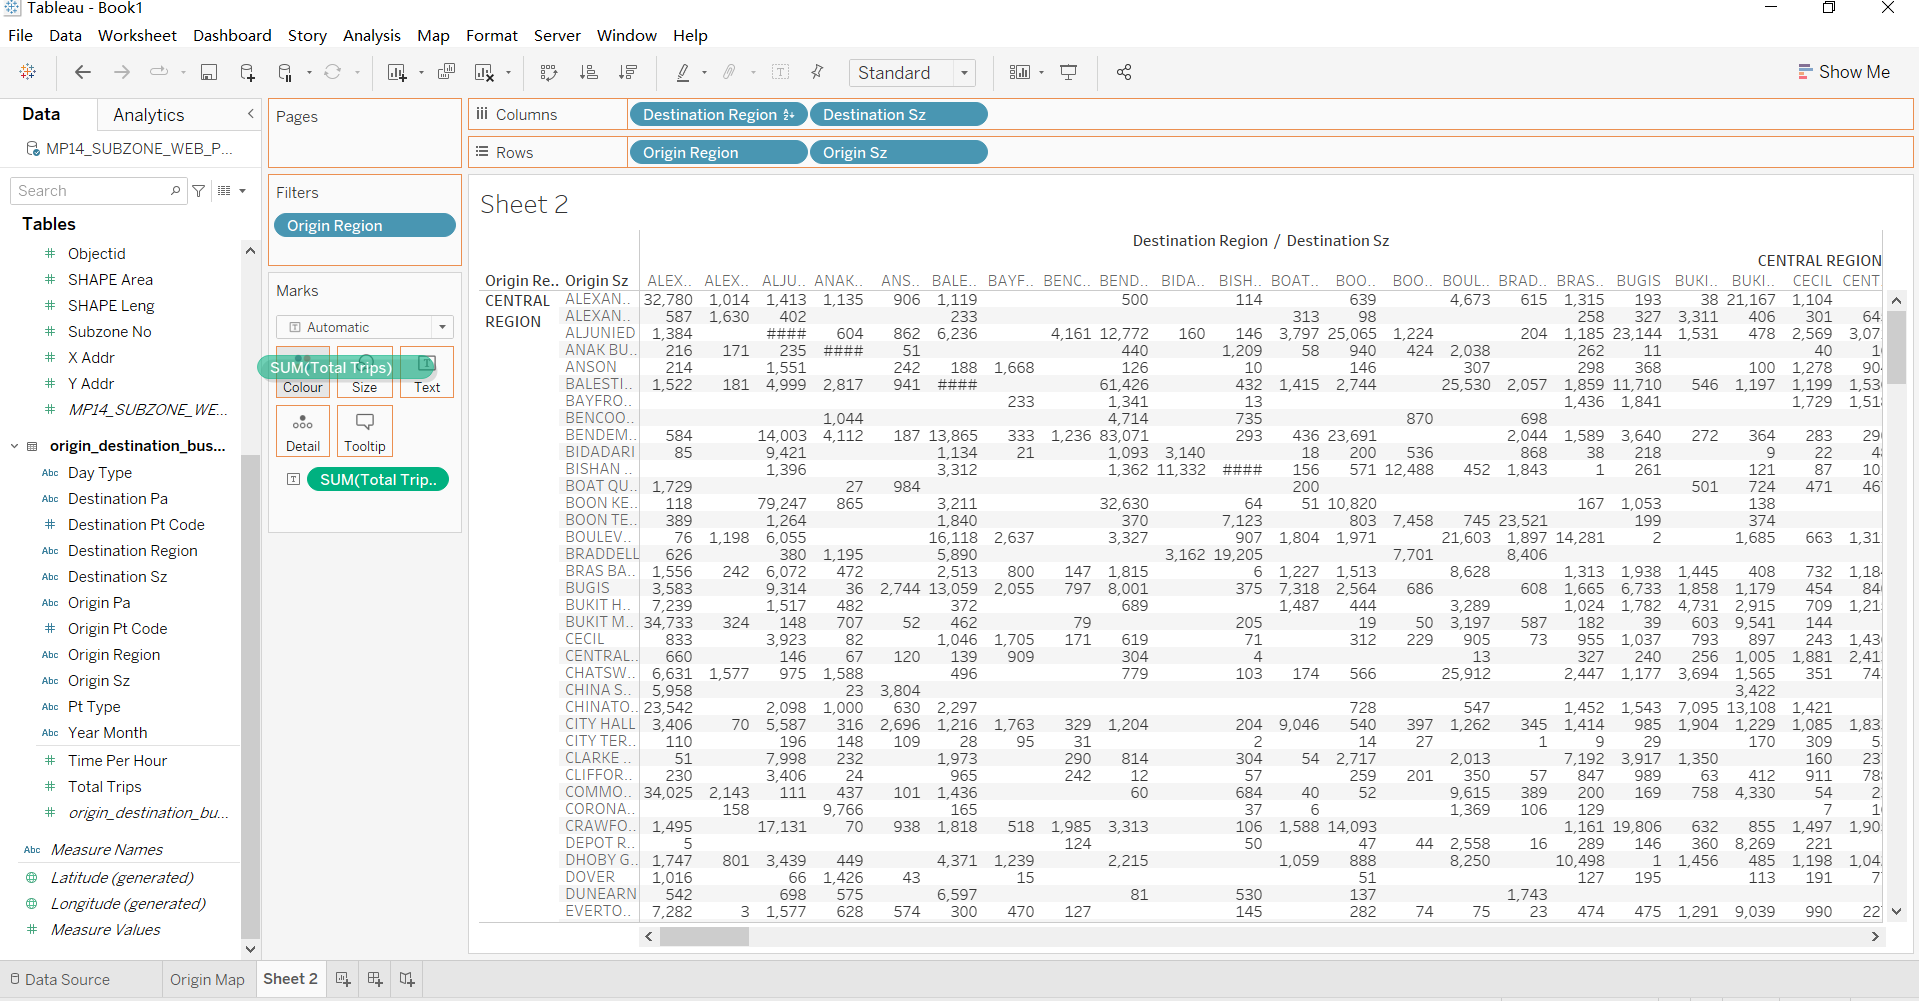 Tableau - Book1
File Data Worksheet Dashboard Story Analysis Map Format Server Window Help
Standard
Show Me
Data Analytics
MP14_SUBZONE_WEB_P...
Search
Tables
# Objectid
# SHAPE Area
# SHAPE Leng
# Subzone No
# X Addr
# Y Addr
# MP14_SUBZONE_WE...
origin_destination_bus...
Abc Day Type
Abc Destination Pa
# Destination Pt Code
Abc Destination Region
Abc Destination Sz
Abc Origin Pa
# Origin Pt Code
Abc Origin Region
Abc Origin Sz
Abc Pt Type
Abc Year Month
# Time Per Hour
# Total Trips
# origin_destination_bu...
Abc Measure Names
Latitude (generated)
Longitude (generated)
# Measure Values
Pages
Filters
Origin Region
Marks
Automatic
SUM(Total Trips)
Colour Size Text
Detail Tooltip
SUM(Total Trip..
Columns Destination Region Destination Sz
Rows Origin Region Origin Sz
Sheet 2
Destination Region / Destination Sz
CENTRAL REGION
Origin Re.. Origin Sz ALEX.. ALEX.. ALJU.. ANAK.. ANS.. BALE.. BAYF.. BENC.. BEND.. BIDA.. BISH.. BOAT.. BOO.. BOO.. BOUL.. BRAD.. BRAS.. BUGIS BUKI.. BUKI.. CECIL CENT
CENTRAL REGION
ALEXAN.. 32,780 1,014 1,413 1,135 906 1,119 500 114 639 4,673 615 1,315 193 38 21,167 1,104
ALEXAN.. 587 1,630 402 233 313 98 258 327 3,311 406 301 64
ALJUNIED 1,384 #### 604 862 6,236 4,161 12,772 160 146 3,797 25,065 1,224 204 1,185 23,144 1,531 478 2,569 3,07
ANAK BU.. 216 171 235 #### 51 440 1,209 58 940 424 2,038 262 11 40 1
ANSON 214 1,551 242 188 1,668 126 10 146 307 298 368 100 1,278 90
BALESTI.. 1,522 181 4,999 2,817 941 #### 61,426 432 1,415 2,744 25,530 2,057 1,859 11,710 546 1,197 1,199 1,53
BAYFRO.. 233 1,341 13 1,436 1,841 1,729 1,51
BENCOO.. 1,044 4,714 735 870 698
BENDEM.. 584 14,003 4,112 187 13,865 333 1,236 83,071 293 436 23,691 2,044 1,589 3,640 272 364 283 29
BIDADARI 85 9,421 1,134 21 1,093 3,140 18 200 536 868 38 218 9 22 4
BISHAN .. 1,396 3,312 1,362 11,332 #### 156 571 12,488 452 1,843 1 261 121 87 10
BOAT QU.. 1,729 27 984 200 501 724 471 46
BOON KE.. 118 79,247 865 3,211 32,630 64 51 10,820 167 1,053 138
BOON TE.. 389 1,264 1,840 370 7,123 803 7,458 745 23,521 199 374
BOULEV.. 76 1,198 6,055 16,118 2,637 3,327 907 1,804 1,971 21,603 1,897 14,281 2 1,685 663 1,31
BRADDELL 626 380 1,195 5,890 3,162 19,205 7,701 8,406
BRAS BA.. 1,556 242 6,072 472 2,513 800 147 1,815 6 1,227 1,513 8,628 1,313 1,938 1,445 408 732 1,18
BUGIS 3,583 9,314 36 2,744 13,059 2,055 797 8,001 375 7,318 2,564 686 608 1,665 6,733 1,858 1,179 454 84
BUKIT H.. 7,239 1,517 482 372 689 1,487 444 3,289 1,024 1,782 4,731 2,915 709 1,21
BUKIT M.. 34,733 324 148 707 52 462 79 205 19 50 3,197 587 182 39 603 9,541 144
CECIL 833 3,923 82 1,046 1,705 171 619 71 312 229 905 73 955 1,037 793 897 243 1,43
CENTRAL.. 660 146 67 120 139 909 304 4 13 327 240 256 1,005 1,881 2,41
CHATSW.. 6,631 1,577 975 1,588 496 779 103 174 566 25,912 2,447 1,177 3,694 1,565 351 74
CHINA S.. 5,958 23 3,804 3,422
CHINATO.. 23,542 2,098 1,000 630 2,297 728 547 1,452 1,543 7,095 13,108 1,421
CITY HALL 3,406 70 5,587 316 2,696 1,216 1,763 329 1,204 204 9,046 540 397 1,262 345 1,414 985 1,904 1,229 1,085 1,83
CITY TER.. 110 196 148 109 28 95 31 2 14 27 1 9 29 170 309 5
CLARKE .. 51 7,998 232 1,973 290 814 304 54 2,717 2,013 7,192 3,917 1,350 160 23
CLIFFOR.. 230 3,406 24 965 242 12 57 259 201 350 57 847 989 63 412 911 78
COMMO.. 34,025 2,143 111 437 101 1,436 60 684 40 52 9,615 389 200 169 758 4,330 54 2
CORONA.. 158 9,766 165 37 6 1,369 106 129 7 1
CRAWFO.. 1,495 17,131 70 938 1,818 518 1,985 3,313 106 1,588 14,093 1,161 19,806 632 855 1,497 1,90
DEPOT R.. 5 124 50 47 44 2,558 16 289 146 360 8,269 221
DHOBY G.. 1,747 801 3,439 449 4,371 1,239 2,215 1,059 888 8,250 10,498 1 1,456 485 1,198 1,04
DOVER 1,016 66 1,426 43 15 51 127 195 113 191 7
DUNEARN 542 698 575 6,597 81 530 137 1,743
EVERTO.. 7,282 3 1,577 628 574 300 470 127 145 282 74 75 23 474 475 1,291 9,039 990 22
Data Source Origin Map Sheet 2